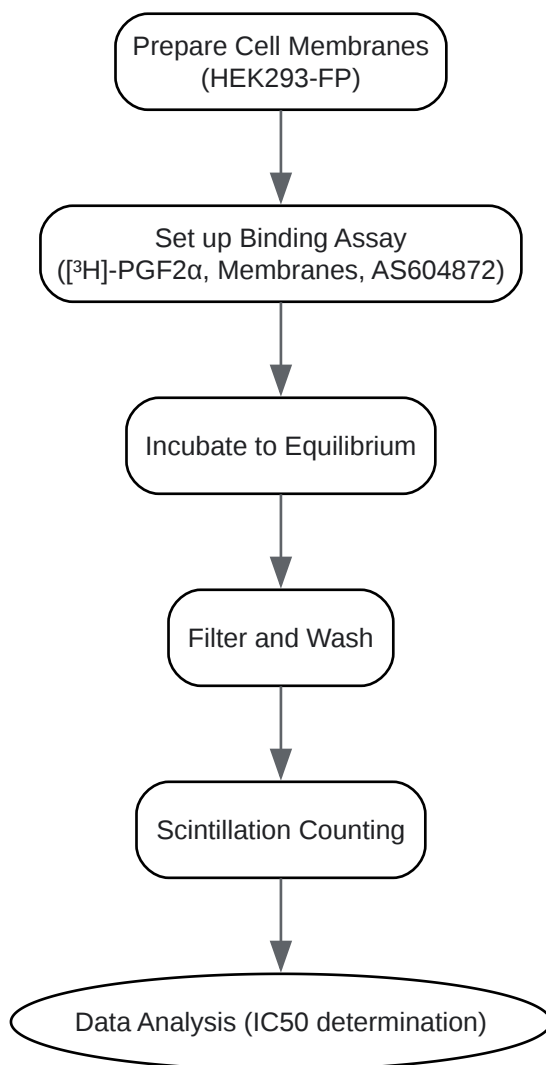 Prepare Cell Membranes
(HEK293-FP)
Set up Binding Assay
([³H]-PGF2α, Membranes, AS604872)
Incubate to Equilibrium
Filter and Wash
Scintillation Counting
Data Analysis (IC50 determination)